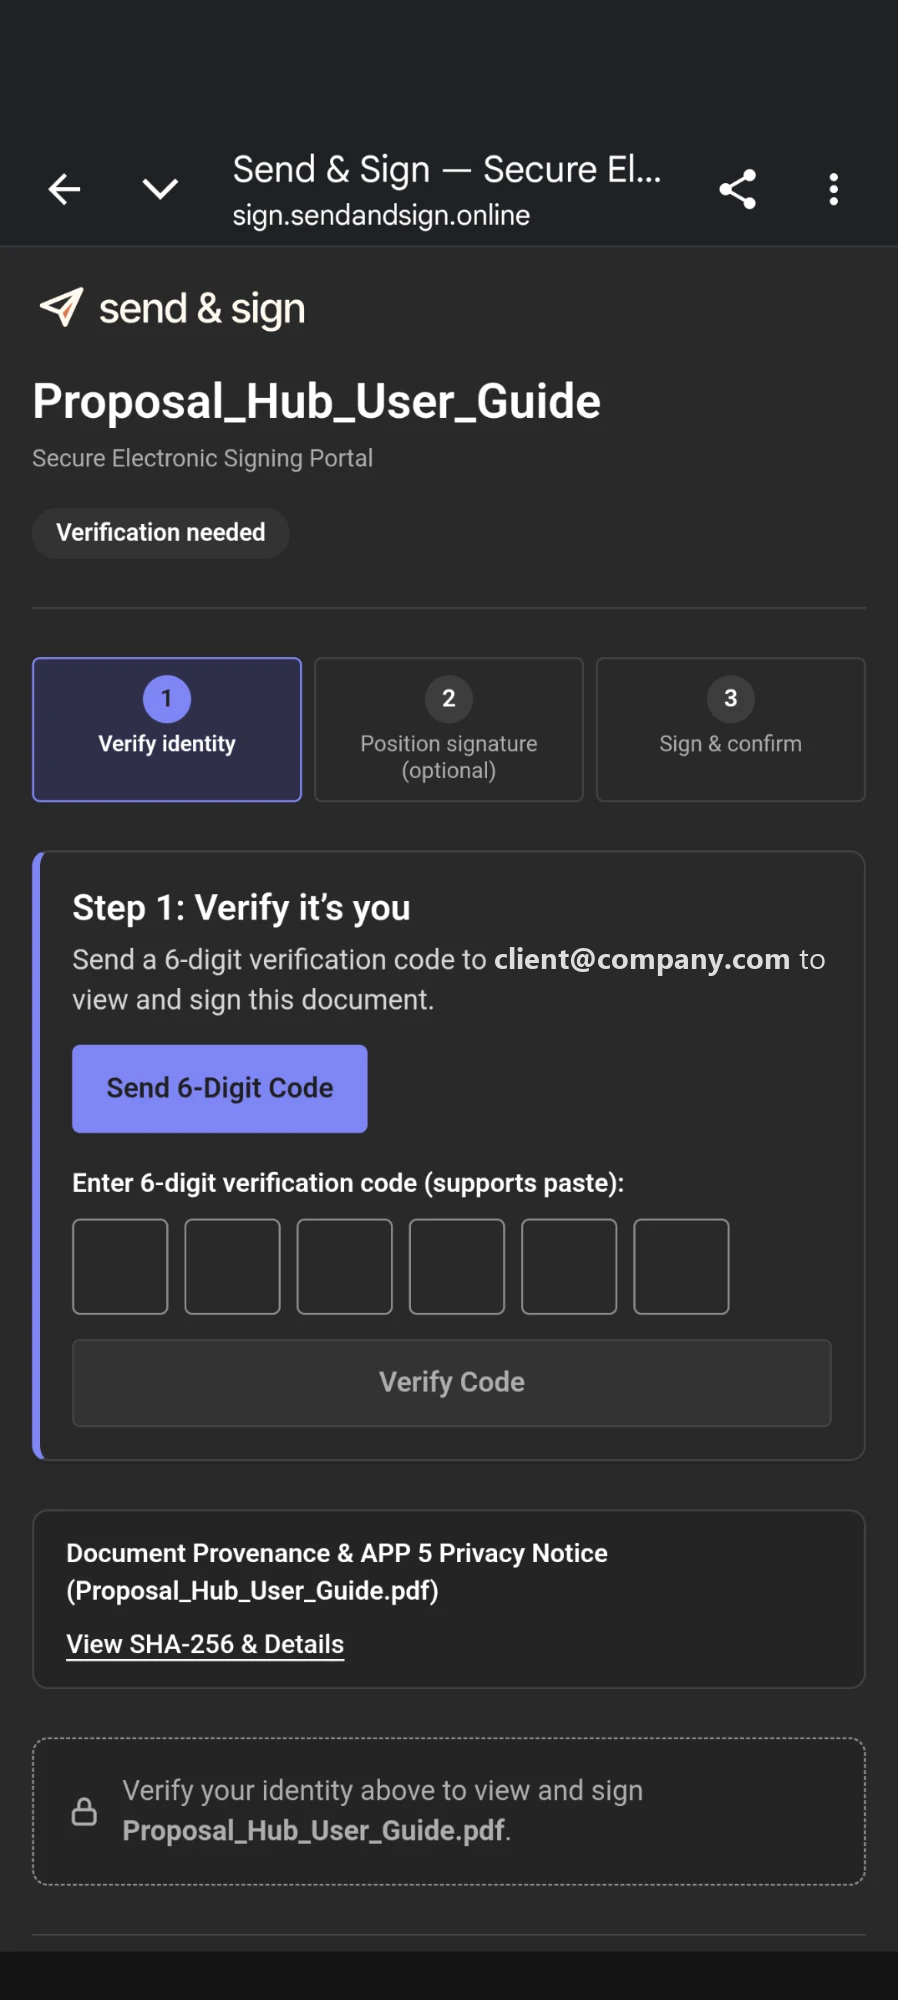 Send & Sign — Secure El...
sign.sendandsign.online
send & sign
Proposal_Hub_User_Guide
Secure Electronic Signing Portal
Verification needed
1
Verify identity
2
Position signature
(optional)
3
Sign & confirm
Step 1: Verify it’s you
Send a 6-digit verification code to client@company.com to
view and sign this document.
Send 6-Digit Code
Enter 6-digit verification code (supports paste):
Verify Code
Document Provenance & APP 5 Privacy Notice
(Proposal_Hub_User_Guide.pdf)
View SHA-256 & Details
Verify your identity above to view and sign
Proposal_Hub_User_Guide.pdf.